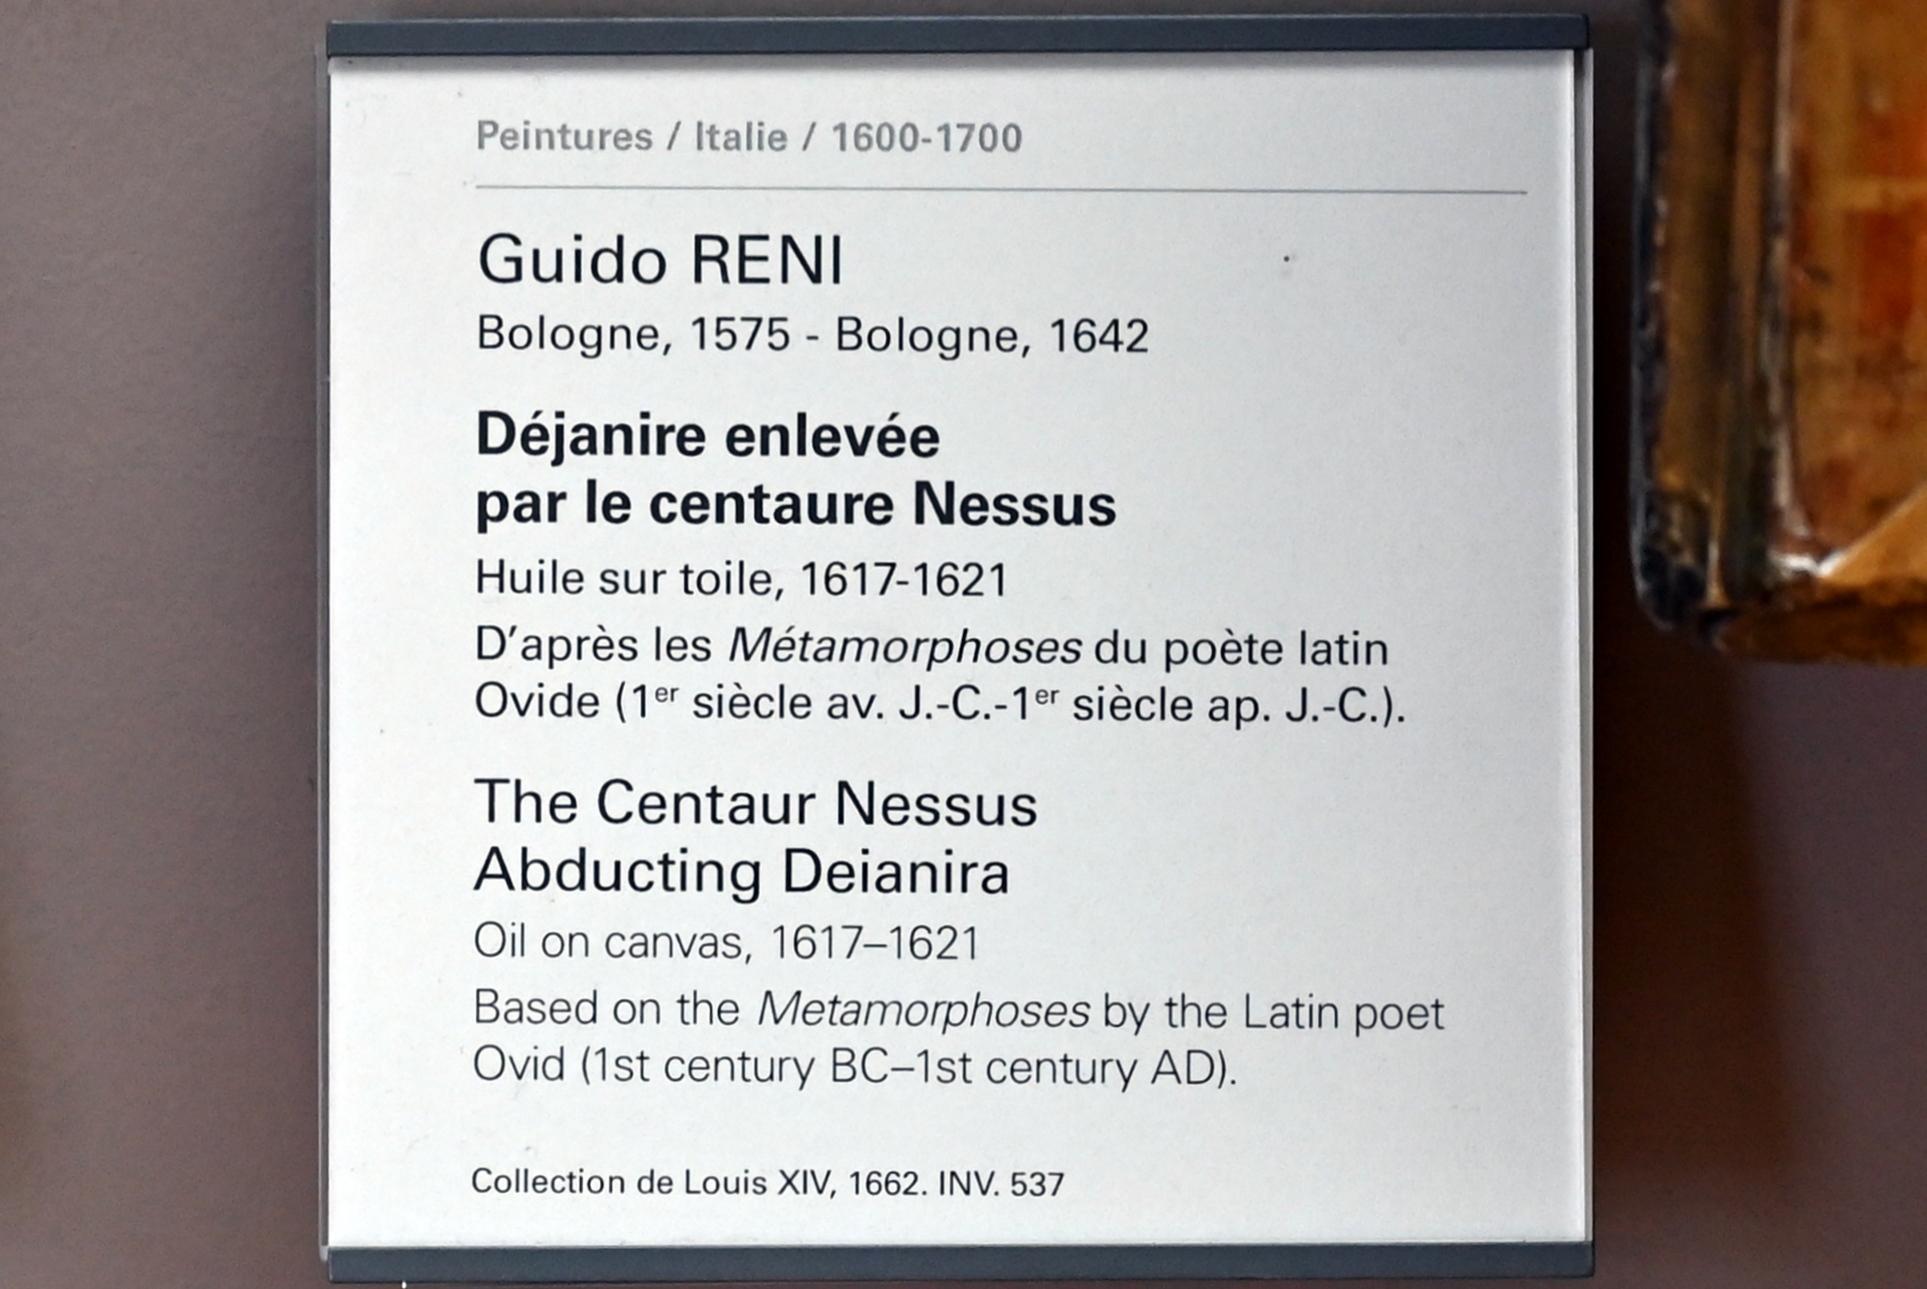 Peintures / Italie / 1600-1700
Guido RENI
Bologne, 1575 - Bologne, 1642
Déjanire enlevée
par le centaure Nessus
Huile sur toile, 1617-1621
D'après les Métamorphoses du poète latin
Ovide (1er siècle av. J.-C.-1er siècle ap. J.-C.).
The Centaur Nessus
Abducting Deianira
Oil on canvas, 1617–1621
Based on the Metamorphoses by the Latin poet
Ovid (1st century BC–1st century AD).
Collection de Louis XIV, 1662. INV. 537